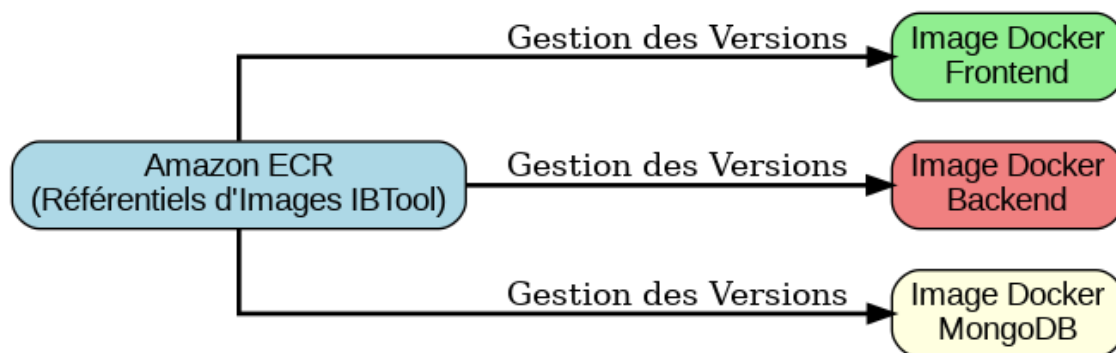 Gestion des Versions
Image Docker
Frontend
Amazon ECR
(Référentiels d'Images IBTool)
Gestion des Versions
Image Docker
Backend
Gestion des Versions
Image Docker
MongoDB